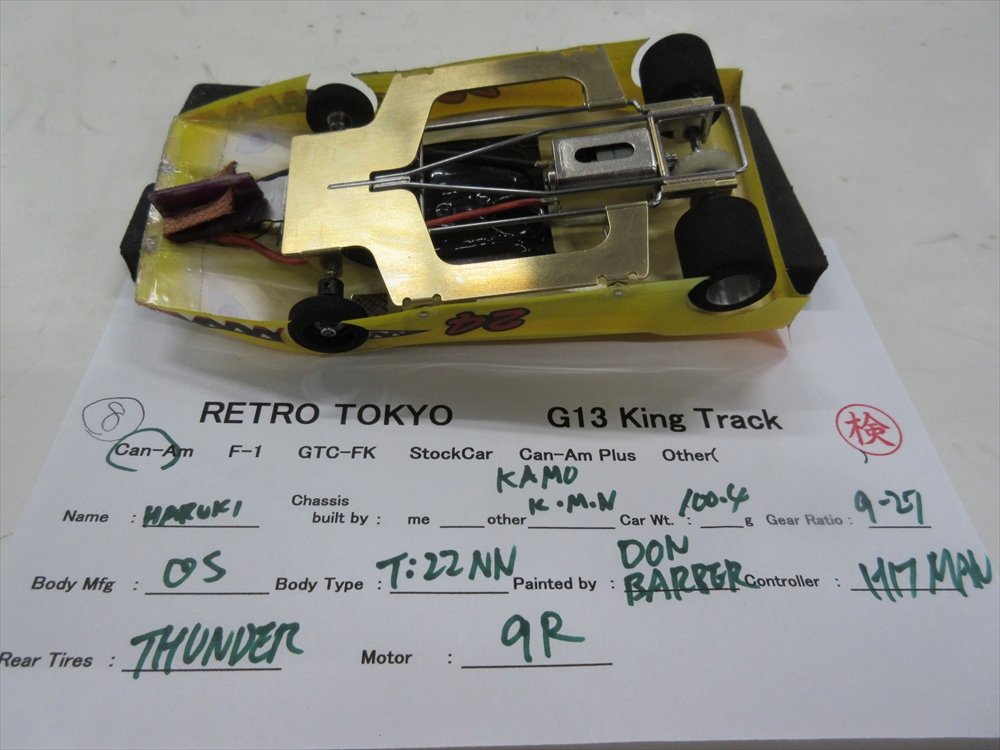 24
8 RETRO TOKYO G13 King Track 検
Can-Am F-1 GTC-FK StockCar Can-Am Plus Other(
KAMO
Name : HARUKI Chassis built by : me other K.M.N Car Wt. : 100.4 g Gear Ratio : 9-27
Body Mfg : OS Body Type : T:22NN Painted by : DON BARBER Controller : HIT MAN
Rear Tires : THUNDER Motor : 9R